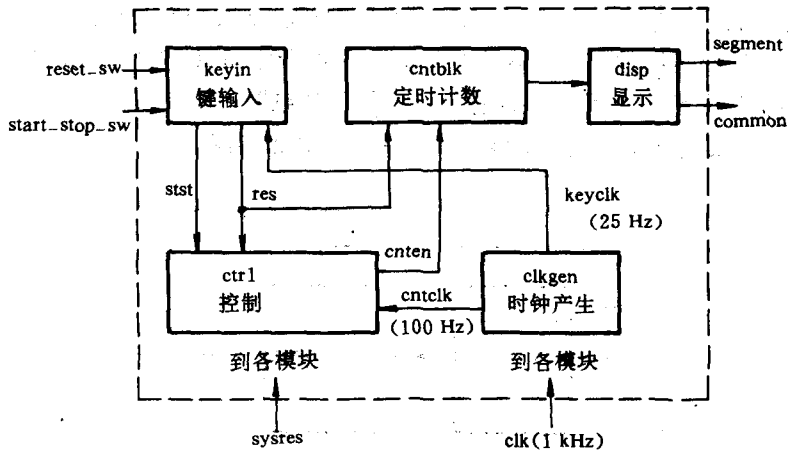 reset_sw
start_stop_sw
keyin
键输入
cntblk
定时计数
disp
显示
segment
common
stst
res
keyclk
(25 Hz)
cnten
ctrl
控制
cntclk
(100 Hz)
clkgen
时钟产生
到各模块
到各模块
sysres
clk(1 kHz)